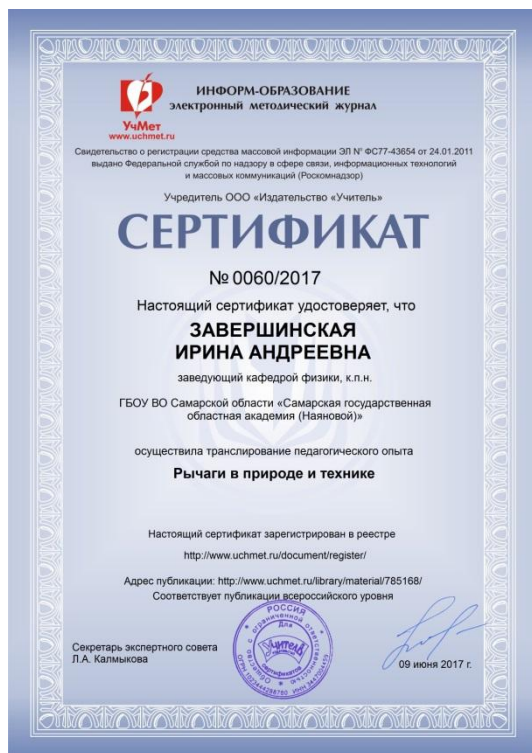 ИНФОРМ-ОБРАЗОВАНИЕ
электронный методический журнал
УчМет
www.uchmet.ru
Свидетельство о регистрации средства массовой информации ЭЛ № ФС77-43654 от 24.01.2011
выдано Федеральной службой по надзору в сфере связи, информационных технологий
и массовых коммуникаций (Роскомнадзор)
Учредитель ООО «Издательство «Учитель»
СЕРТИФИКАТ
№ 0060/2017
Настоящий сертификат удостоверяет, что
ЗАВЕРШИНСКАЯ
ИРИНА АНДРЕЕВНА
заведующий кафедрой физики, к.п.н.
ГБОУ ВО Самарской области «Самарская государственная
областная академия (Наяновой)»
осуществила транслирование педагогического опыта
Рычаги в природе и технике
Настоящий сертификат зарегистрирован в реестре
http://www.uchmet.ru/document/register/
Адрес публикации: http://www.uchmet.ru/library/material/785168/
Соответствует публикации всероссийского уровня
РОССИЯ
Для
Учитель
сертификатов
Секретарь экспертного совета
Л.А. Калмыкова
09 июня 2017 г.